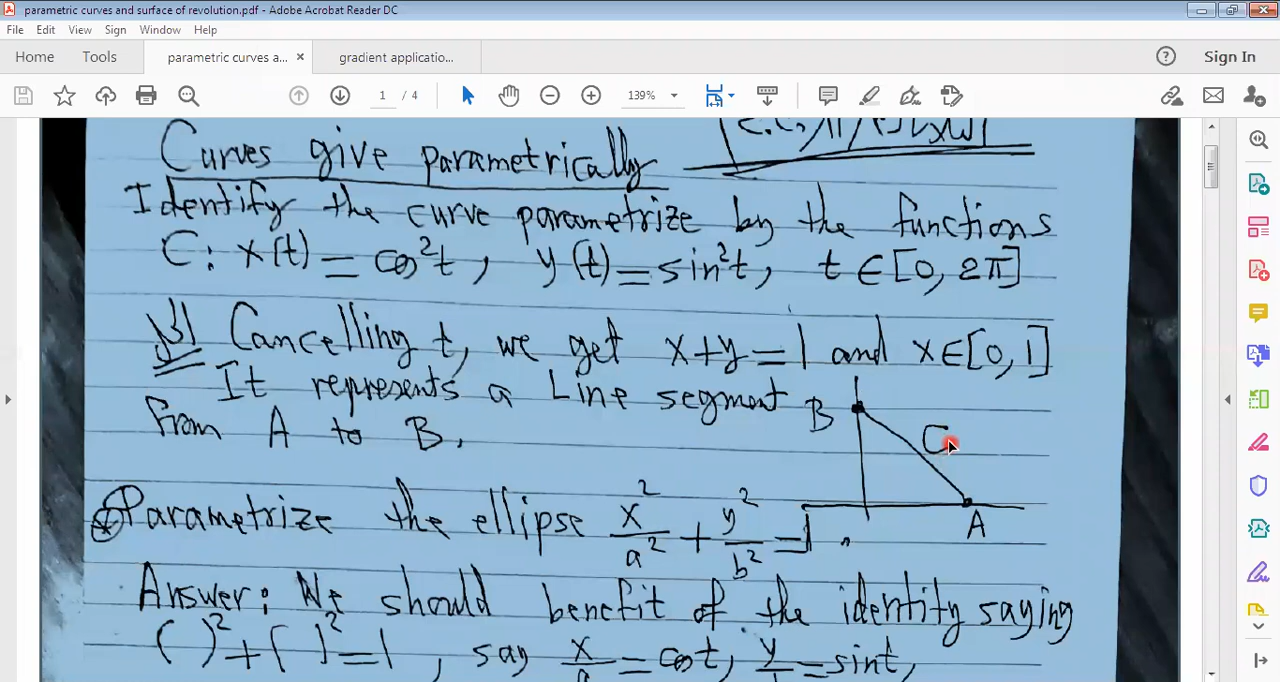 parametric curves and surface of revolution.pdf - Adobe Acrobat Reader DC
File Edit View Sign Window Help
Home Tools parametric curves a... × gradient applicatio... Sign In
1 / 4 139%
Curves give parametrically
Identify the curve parametrize by the functions
C: x(t) = cos²t, y(t) = sin²t, t ∈ [0, 2π]
Cancelling t, we get x+y=1 and x∈[0,1]
It represents a Line segment
from A to B.
B
C
A
Parametrize the ellipse x²/a² + y²/b² = 1.
Answer: We should benefit of the identity saying
( )² + ( )² = 1, say x/a = cost, y/b = sint,